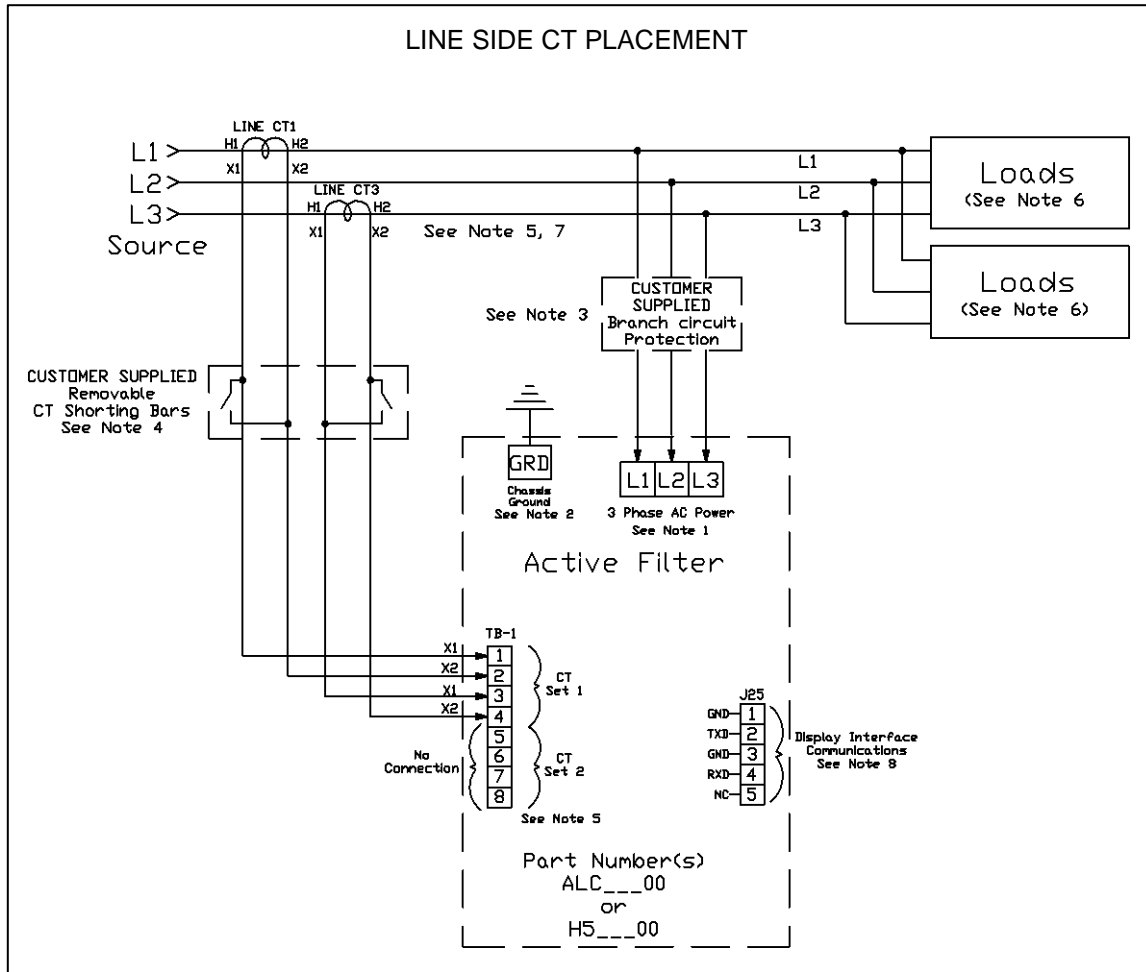 LINE SIDE CT PLACEMENT
LINE CT1
H1 H2
X1 X2
L1
L2
L3
Source
LINE CT3
H1 H2
X1 X2
See Note 5, 7
L1
L2
L3
Loads
(See Note 6
Loads
(See Note 6)
See Note 3
CUSTOMER
SUPPLIED
Branch circuit
Protection
CUSTOMER SUPPLIED
Removable
CT Shorting Bars
See Note 4
GRD
Chassis
Ground
See Note 2
L1 L2 L3
3 Phase AC Power
See Note 1
Active Filter
TB-1
X1 1
X2 2
X1 3
X2 4
5
6
7
8
CT
Set 1
No
Connection
CT
Set 2
See Note 5
J25
GND 1
TXD 2
GND 3
RXD 4
NC 5
Display Interface
Communications
See Note 8
Part Number(s)
ALC___00
or
H5___00